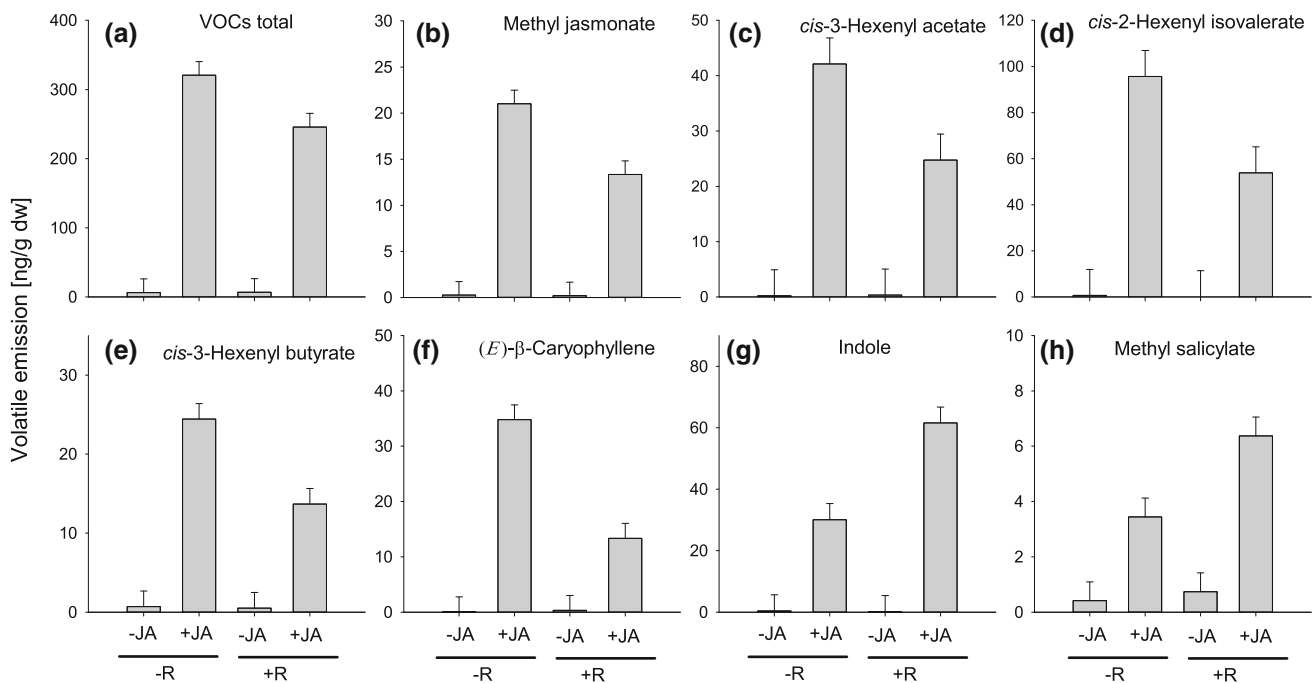 Volatile emission [ng/g dw]
(a) VOCs total
400
300
200
100
0
(b) Methyl jasmonate
30
25
20
15
10
5
0
(c) cis-3-Hexenyl acetate
50
40
30
20
10
0
(d) cis-2-Hexenyl isovalerate
120
100
80
60
40
20
0
(e) cis-3-Hexenyl butyrate
30
20
10
0
-JA +JA -JA +JA
-R +R
(f) (E)-β-Caryophyllene
50
40
30
20
10
0
-JA +JA -JA +JA
-R +R
(g) Indole
80
60
40
20
0
-JA +JA -JA +JA
-R +R
(h) Methyl salicylate
10
8
6
4
2
0
-JA +JA -JA +JA
-R +R